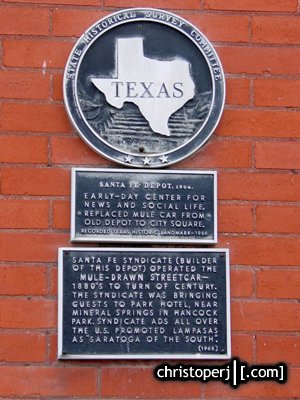 STATE HISTORICAL SURVEY COMMITTEE
TEXAS
SANTA FE DEPOT, 1904.
EARLY-DAY CENTER FOR
NEWS AND SOCIAL LIFE.
REPLACED MULE CAR FROM
OLD DEPOT TO CITY SQUARE.
RECORDED TEXAS HISTORIC LANDMARK—1966
SANTA FE SYNDICATE (BUILDER
OF THIS DEPOT) OPERATED THE
MULE-DRAWN STREETCAR—
1880'S TO TURN OF CENTURY.
THE SYNDICATE WAS BRINGING
GUESTS TO PARK HOTEL, NEAR
MINERAL SPRINGS IN HANCOCK
PARK. SYNDICATE ADS ALL OVER
THE U.S. PROMOTED LAMPASAS
AS "SARATOGA OF THE SOUTH".
(1968)
christoperj|[.com].